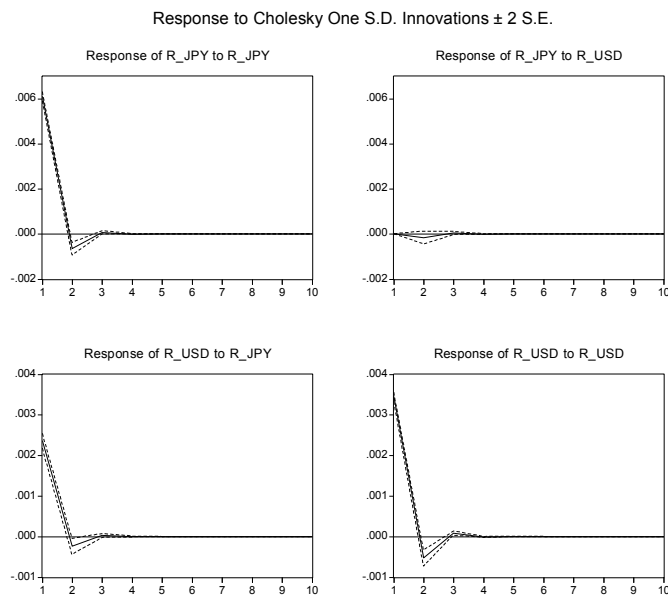 Response to Cholesky One S.D. Innovations ± 2 S.E.
Response of R_JPY to R_JPY
.006
.004
.002
.000
-.002
1 2 3 4 5 6 7 8 9 10
Response of R_JPY to R_USD
.006
.004
.002
.000
-.002
1 2 3 4 5 6 7 8 9 10
Response of R_USD to R_JPY
.004
.003
.002
.001
.000
-.001
1 2 3 4 5 6 7 8 9 10
Response of R_USD to R_USD
.004
.003
.002
.001
.000
-.001
1 2 3 4 5 6 7 8 9 10